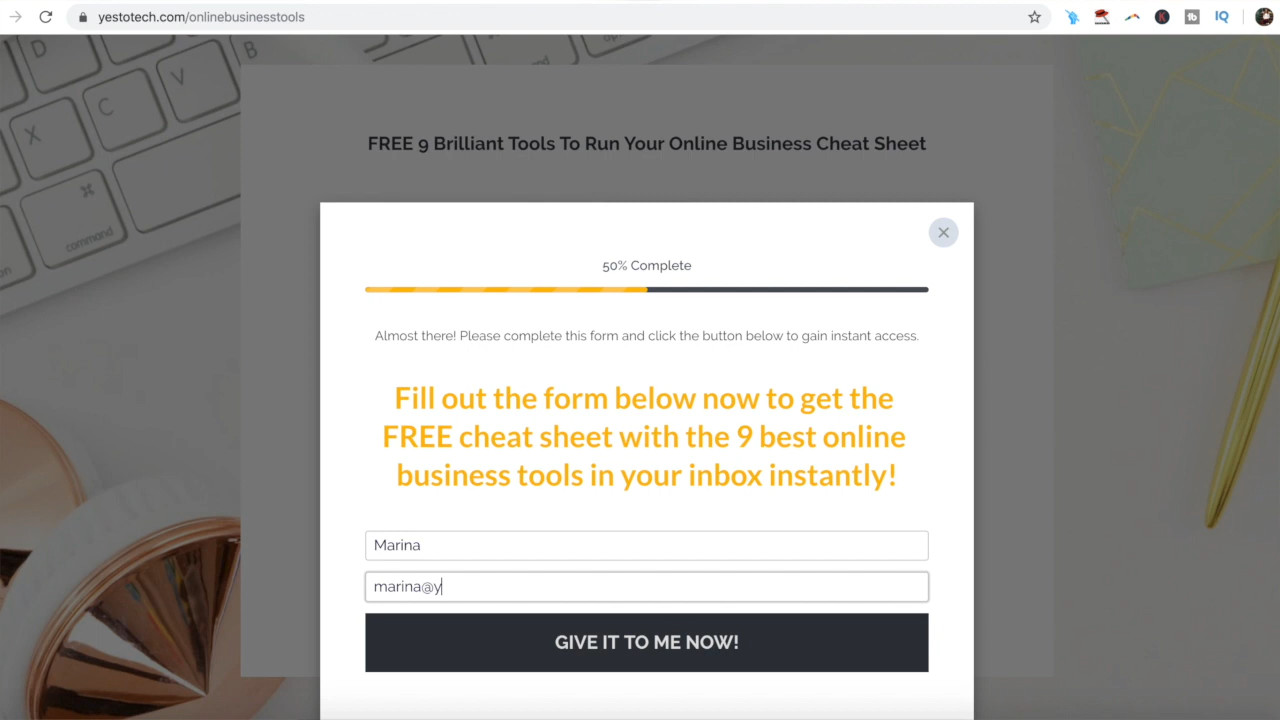 yestotech.com/onlinebusinesstools
K
tb
IQ
D
B
V
C
X
command
FREE 9 Brilliant Tools To Run Your Online Business Cheat Sheet
50% Complete
Almost there! Please complete this form and click the button below to gain instant access.
Fill out the form below now to get the
FREE cheat sheet with the 9 best online
business tools in your inbox instantly!
Marina
marina@y
GIVE IT TO ME NOW!